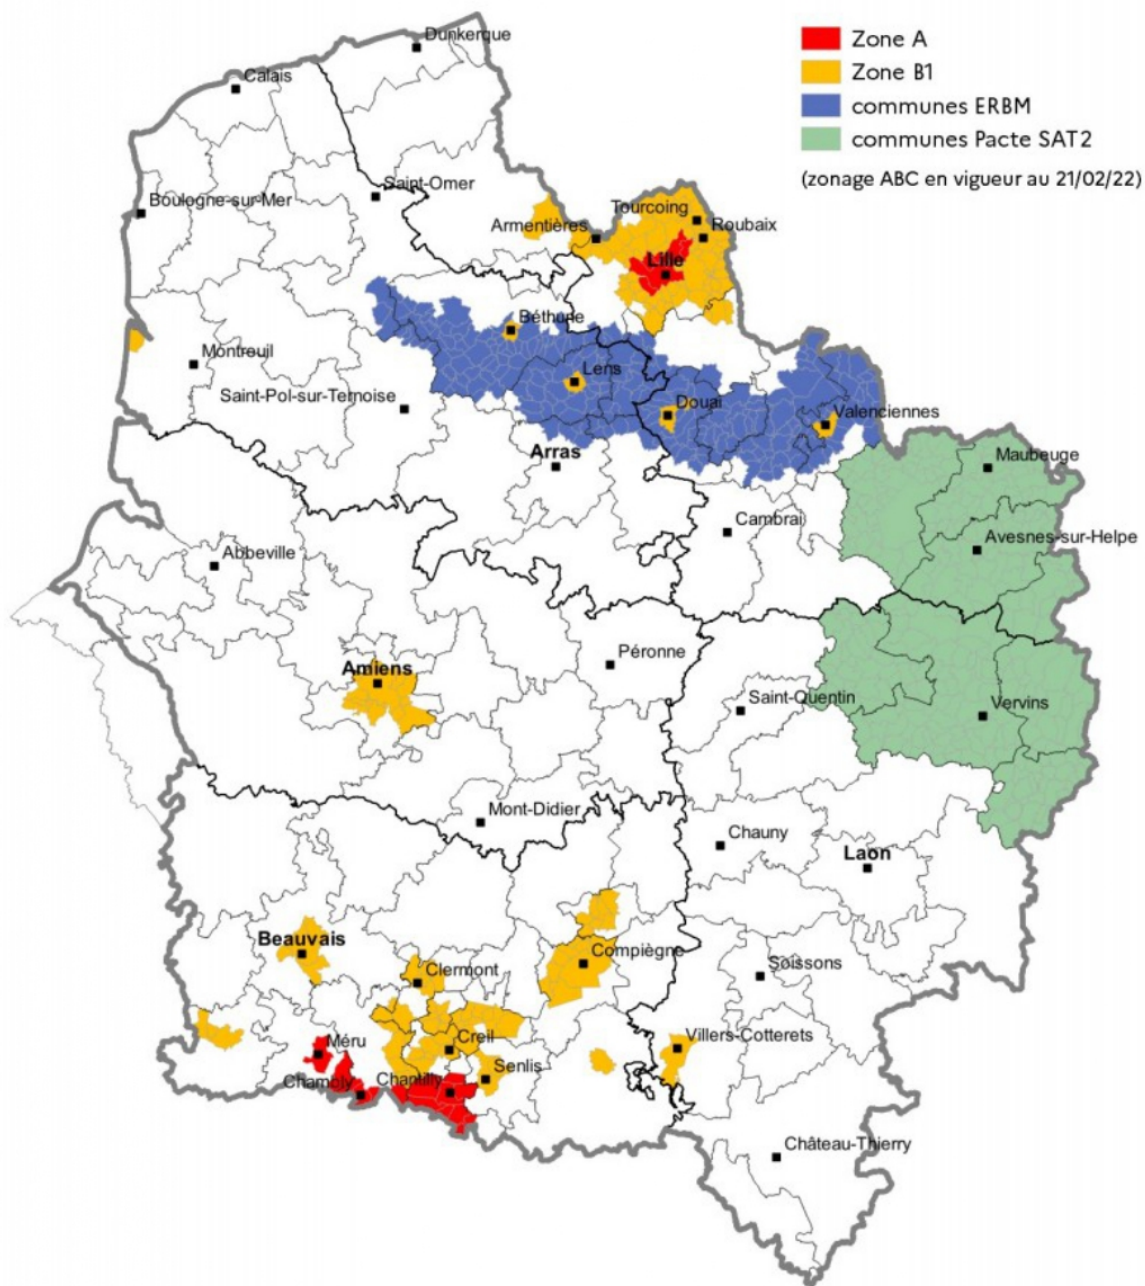 Zone A
Zone B1
communes ERBM
communes Pacte SAT2
(zonage ABC en vigueur au 21/02/22)
Dunkerque
Calais
Saint-Omer
Boulogne-sur-Mer
Tourcoing
Armentières
Roubaix
Lille
Béthune
Montreuil
Lens
Saint-Pol-sur-Ternoise
Douai
Valenciennes
Arras
Maubeuge
Cambrai
Avesnes-sur-Helpe
Abbeville
Péronne
Amiens
Saint-Quentin
Vervins
Mont-Didier
Chauny
Laon
Beauvais
Compiègne
Clermont
Soissons
Villers-Cotterets
Creil
Méru
Senlis
Chambly
Chantilly
Château-Thierry